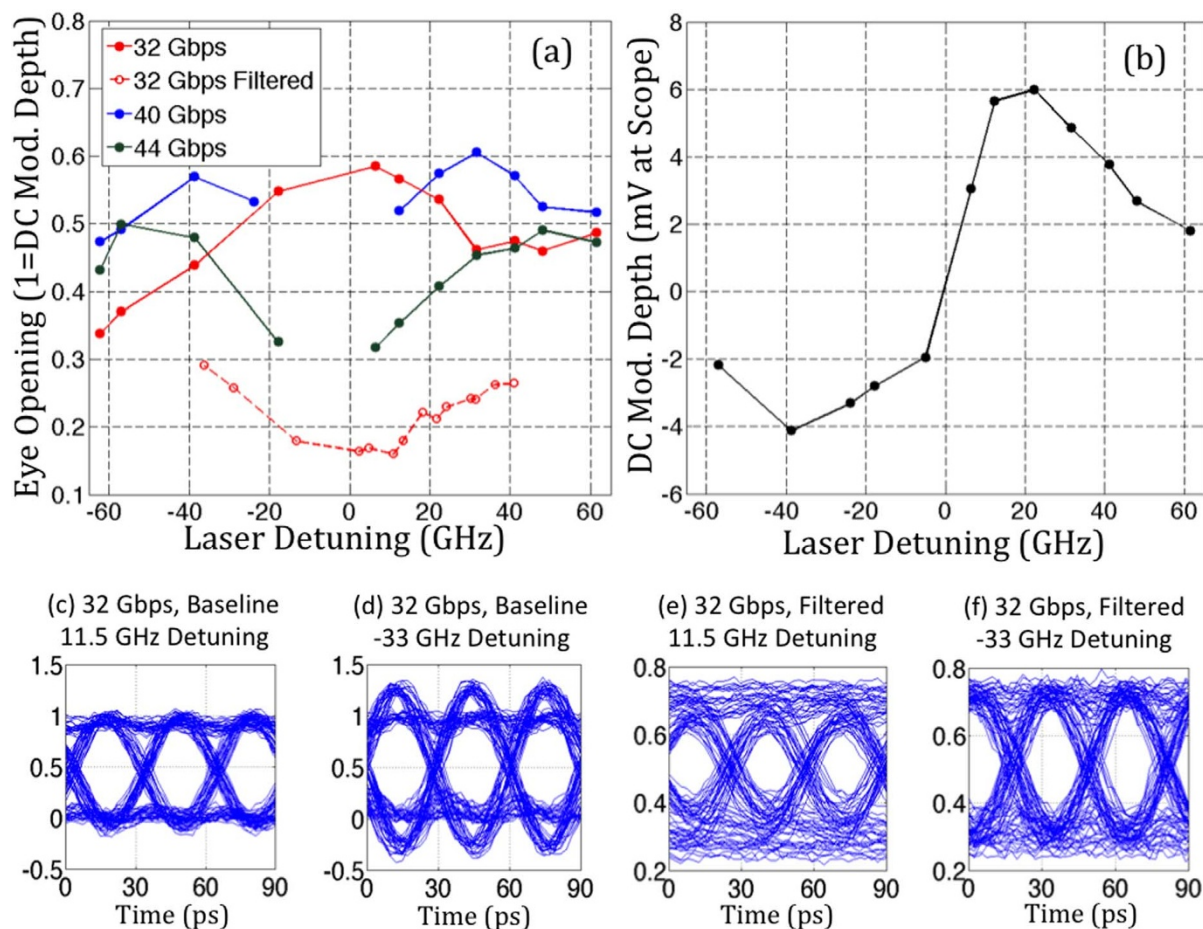 Eye Opening (1=DC Mod. Depth)
0.8
0.7
0.6
0.5
0.4
0.3
0.2
0.1
32 Gbps
32 Gbps Filtered
40 Gbps
44 Gbps
(a)
-60 -40 -20 0 20 40 60
Laser Detuning (GHz)
DC Mod. Depth (mV at Scope)
8
6
4
2
0
-2
-4
-6
(b)
-60 -40 -20 0 20 40 60
Laser Detuning (GHz)
(c) 32 Gbps, Baseline
11.5 GHz Detuning
1.5
1
0.5
0
-0.5
0 30 60 90
Time (ps)
(d) 32 Gbps, Baseline
-33 GHz Detuning
1.5
1
0.5
0
-0.5
0 30 60 90
Time (ps)
(e) 32 Gbps, Filtered
11.5 GHz Detuning
0.8
0.6
0.4
0.2
0 30 60 90
Time (ps)
(f) 32 Gbps, Filtered
-33 GHz Detuning
0.8
0.6
0.4
0.2
0 30 60 90
Time (ps)